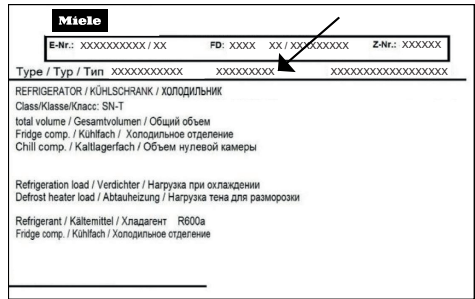 Miele
E-Nr.: XXXXXXXXXX / XX FD: XXXX XX / XXXXXXXXX Z-Nr.: XXXXXX
Type / Typ / Тип XXXXXXXXXXX XXXXXXXXX XXXXXXXXXXXXXXXXXX
REFRIGERATOR / KÜHLSCHRANK / ХОЛОДИЛЬНИК
Class/Klasse/Класс: SN-T
total volume / Gesamtvolumen / Общий объем
Fridge comp. / Kühlfach / Холодильное отделение
Chill comp. / Kaltlagerfach / Объем нулевой камеры
Refrigeration load / Verdichter / Нагрузка при охлаждении
Defrost heater load / Abtauheizung / Нагрузка тена для разморозки
Refrigerant / Kältemittel / Хладагент R600a
Fridge comp. / Kühlfach / Холодильное отделение